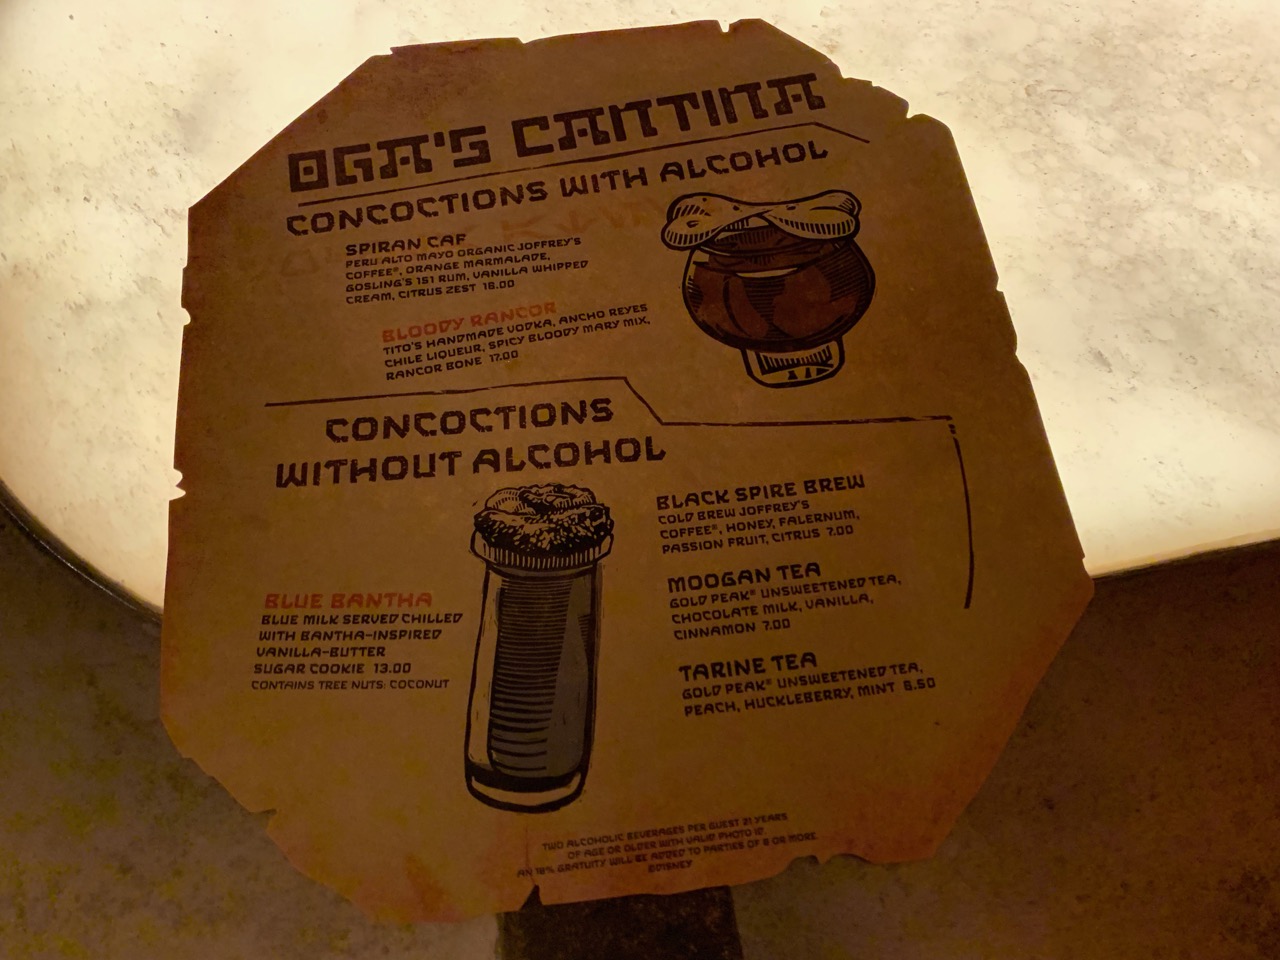 OGA'S CANTINA
CONCOCTIONS WITH ALCOHOL
SPIRAN CAF
PERU ALTO MAYO ORGANIC JOFFREY'S
COFFEE®, ORANGE MARMALADE,
GOSLING'S 151 RUM, VANILLA WHIPPED
CREAM, CITRUS ZEST 18.00
BLOODY RANCOR
TITO'S HANDMADE VODKA, ANCHO REYES
CHILE LIQUEUR, SPICY BLOODY MARY MIX,
RANCOR BONE 17.00
CONCOCTIONS
WITHOUT ALCOHOL
BLUE BANTHA
BLUE MILK SERVED CHILLED
WITH BANTHA-INSPIRED
VANILLA-BUTTER
SUGAR COOKIE 13.00
CONTAINS TREE NUTS: COCONUT
BLACK SPIRE BREW
COLD BREW JOFFREY'S
COFFEE®, HONEY, FALERNUM,
PASSION FRUIT, CITRUS 7.00
MOOGAN TEA
GOLD PEAK® UNSWEETENED TEA,
CHOCOLATE MILK, VANILLA,
CINNAMON 7.00
TARINE TEA
GOLD PEAK® UNSWEETENED TEA,
PEACH, HUCKLEBERRY, MINT 6.50
TWO ALCOHOLIC BEVERAGES PER GUEST 21 YEARS
OF AGE OR OLDER WITH VALID PHOTO ID.
AN 18% GRATUITY WILL BE ADDED TO PARTIES OF 8 OR MORE
©DISNEY